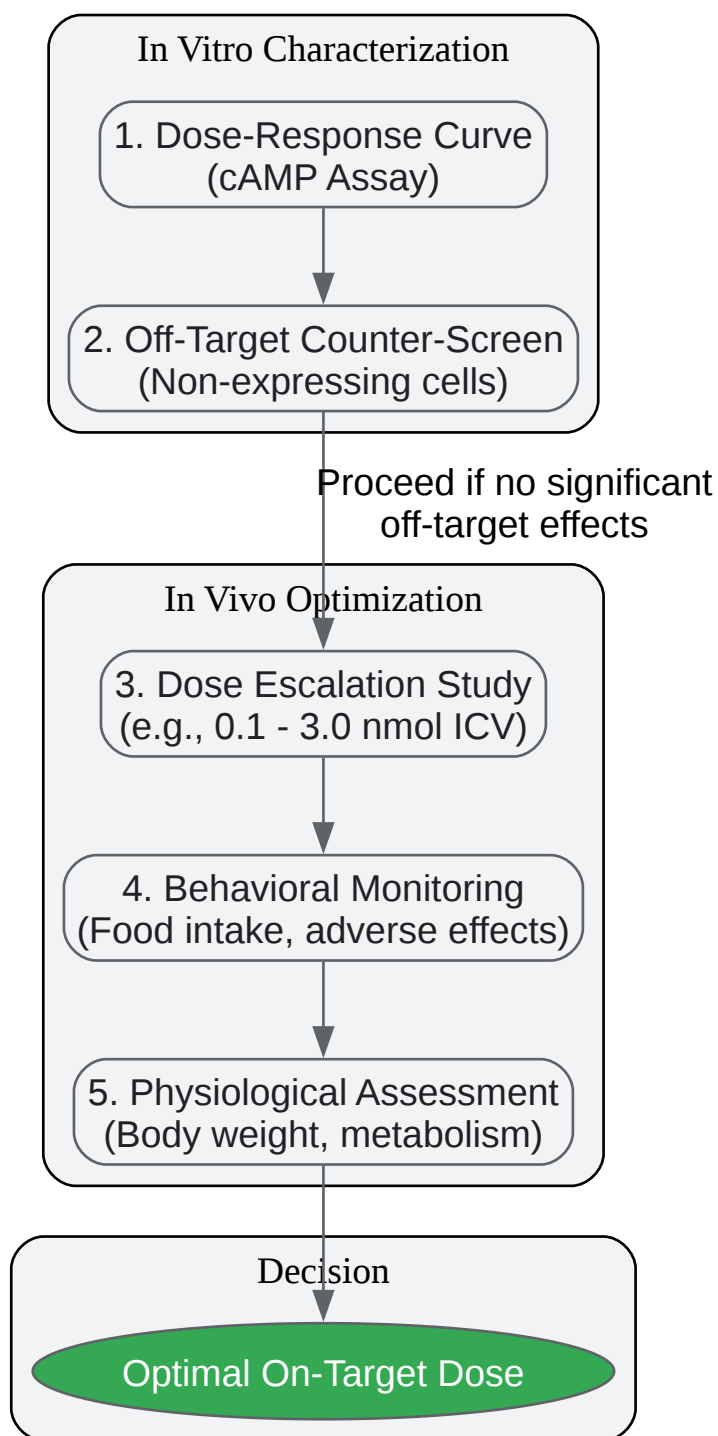 In Vitro Characterization
1. Dose-Response Curve
(cAMP Assay)
2. Off-Target Counter-Screen
(Non-expressing cells)
Proceed if no significant
off-target effects
In Vivo Optimization
3. Dose Escalation Study
(e.g., 0.1 - 3.0 nmol ICV)
4. Behavioral Monitoring
(Food intake, adverse effects)
5. Physiological Assessment
(Body weight, metabolism)
Decision
Optimal On-Target Dose